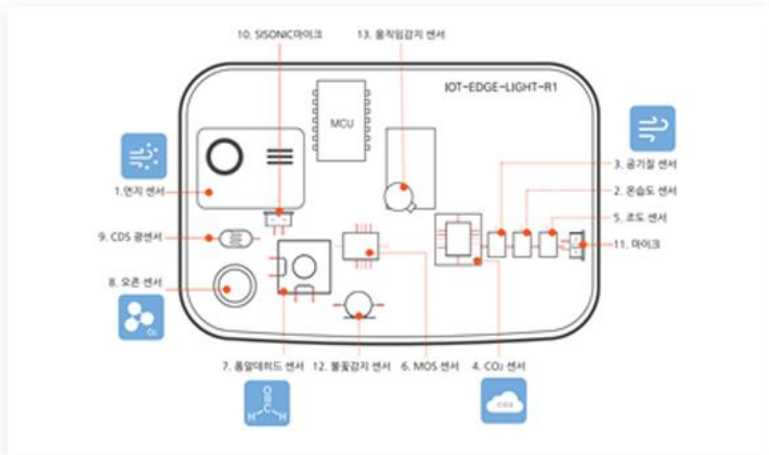 10. SISONIC마이크
13. 움직임감지 센서
IOT-EDGE-LIGHT-R1
MCU
3. 공기질 센서
1.먼지 센서
2. 온습도 센서
5. 조도 센서
9. CDS 광센서
11. 마이크
8. 오존 센서
O₃
7. 폼알데히드 센서
12. 불꽃감지 센서
6. MOS 센서
4. CO₂ 센서
O
C
H
H
CO2